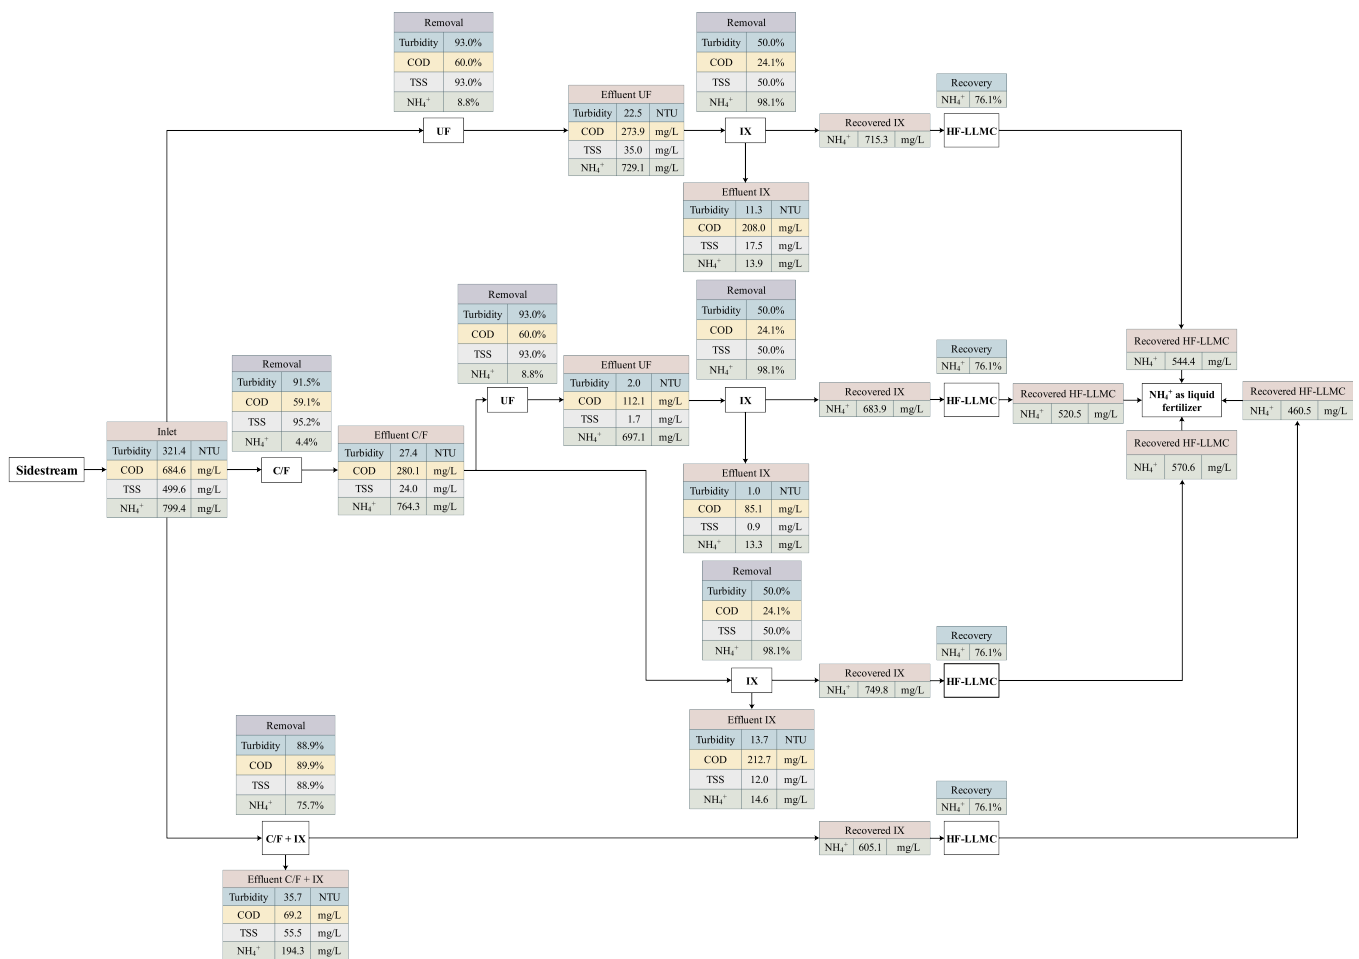 Removal
Turbidity 93.0%
COD 60.0%
TSS 93.0%
NH₄⁺ 8.8%
UF
Effluent UF
Turbidity 22.5 NTU
COD 273.9 mg/L
TSS 35.0 mg/L
NH₄⁺ 729.1 mg/L
Removal
Turbidity 50.0%
COD 24.1%
TSS 50.0%
NH₄⁺ 98.1%
IX
Recovered IX
NH₄⁺ 715.3 mg/L
Recovery
NH₄⁺ 76.1%
HF-LLMC
Effluent IX
Turbidity 11.3 NTU
COD 208.0 mg/L
TSS 17.5 mg/L
NH₄⁺ 13.9 mg/L
Sidestream
Inlet
Turbidity 321.4 NTU
COD 684.6 mg/L
TSS 499.6 mg/L
NH₄⁺ 799.4 mg/L
Removal
Turbidity 91.5%
COD 59.1%
TSS 95.2%
NH₄⁺ 4.4%
C/F
Effluent C/F
Turbidity 27.4 NTU
COD 280.1 mg/L
TSS 24.0 mg/L
NH₄⁺ 764.3 mg/L
Removal
Turbidity 93.0%
COD 60.0%
TSS 93.0%
NH₄⁺ 8.8%
UF
Effluent UF
Turbidity 2.0 NTU
COD 112.1 mg/L
TSS 1.7 mg/L
NH₄⁺ 697.1 mg/L
Removal
Turbidity 50.0%
COD 24.1%
TSS 50.0%
NH₄⁺ 98.1%
IX
Recovered IX
NH₄⁺ 683.9 mg/L
Recovery
NH₄⁺ 76.1%
HF-LLMC
Recovered HF-LLMC
NH₄⁺ 520.5 mg/L
Recovered HF-LLMC
NH₄⁺ 544.4 mg/L
NH₄⁺ as liquid
fertilizer
Recovered HF-LLMC
NH₄⁺ 460.5 mg/L
Recovered HF-LLMC
NH₄⁺ 570.6 mg/L
Effluent IX
Turbidity 1.0 NTU
COD 85.1 mg/L
TSS 0.9 mg/L
NH₄⁺ 13.3 mg/L
Removal
Turbidity 50.0%
COD 24.1%
TSS 50.0%
NH₄⁺ 98.1%
IX
Recovered IX
NH₄⁺ 749.8 mg/L
Recovery
NH₄⁺ 76.1%
HF-LLMC
Effluent IX
Turbidity 13.7 NTU
COD 212.7 mg/L
TSS 12.0 mg/L
NH₄⁺ 14.6 mg/L
Removal
Turbidity 88.9%
COD 89.9%
TSS 88.9%
NH₄⁺ 75.7%
C/F + IX
Recovered IX
NH₄⁺ 605.1 mg/L
Recovery
NH₄⁺ 76.1%
HF-LLMC
Effluent C/F + IX
Turbidity 35.7 NTU
COD 69.2 mg/L
TSS 55.5 mg/L
NH₄⁺ 194.3 mg/L